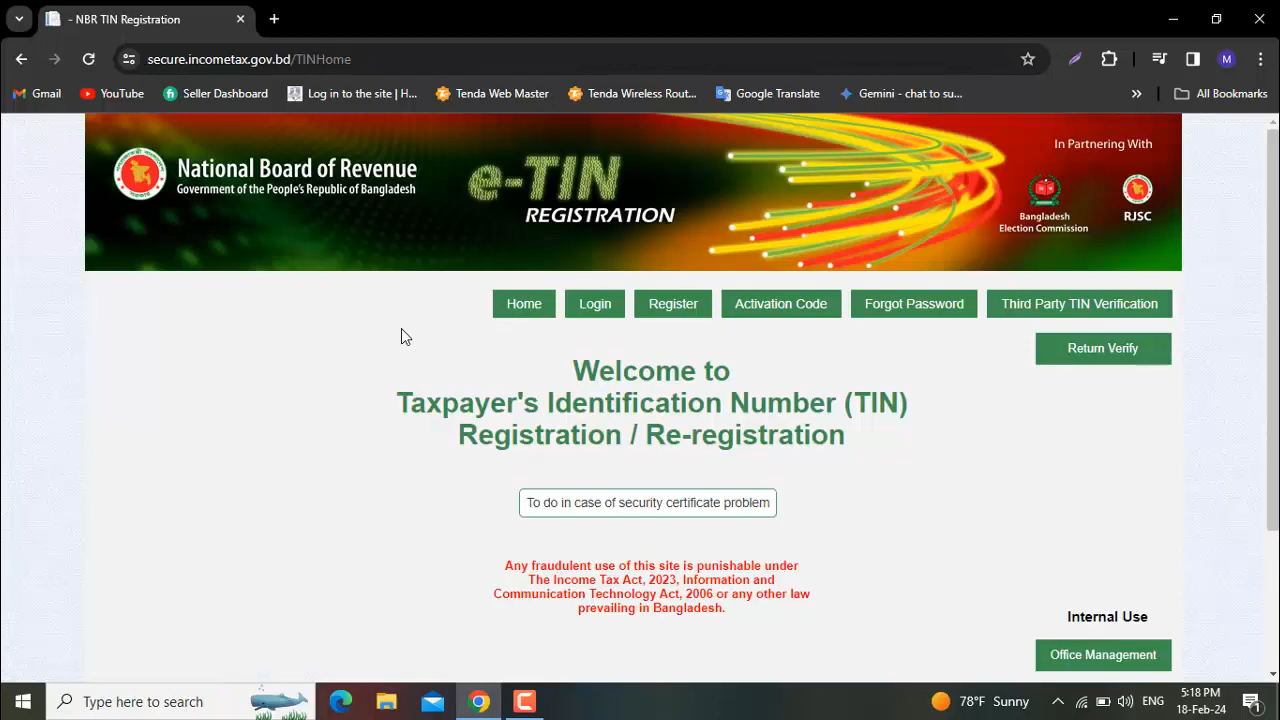 - NBR TIN Registration
secure.incometax.gov.bd/TINHome
M
Gmail
YouTube
Seller Dashboard
Log in to the site | H...
Tenda Web Master
Tenda Wireless Rout...
Google Translate
Gemini - chat to su...
»
All Bookmarks
National Board of Revenue
Government of the People's Republic of Bangladesh
e-TIN
REGISTRATION
In Partnering With
Bangladesh
Election Commission
RJSC
Home
Login
Register
Activation Code
Forgot Password
Third Party TIN Verification
Return Verify
Welcome to
Taxpayer's Identification Number (TIN)
Registration / Re-registration
To do in case of security certificate problem
Any fraudulent use of this site is punishable under
The Income Tax Act, 2023, Information and
Communication Technology Act, 2006 or any other law
prevailing in Bangladesh.
Internal Use
Office Management
Type here to search
78°F Sunny
ENG
5:18 PM
18-Feb-24
1